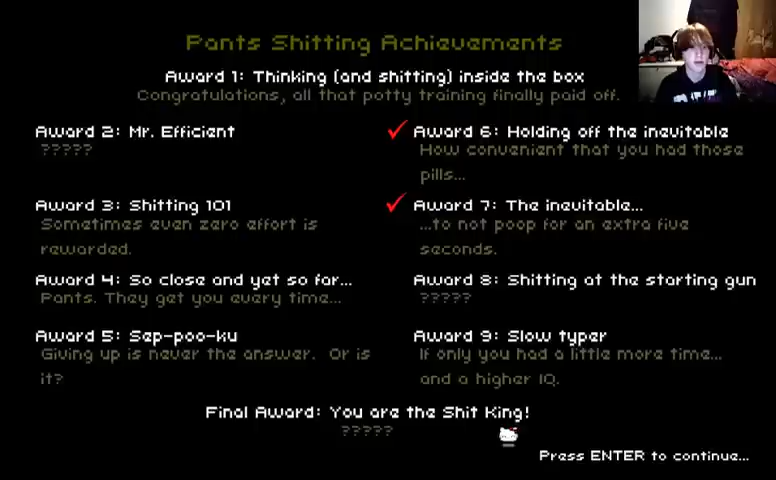 Pants Shitting Achievements
Award 1: Thinking (and shitting) inside the box
Congratulations, all that potty training finally paid off.
Award 2: Mr. Efficient
?????
Award 3: Shitting 101
Sometimes even zero effort is
rewarded.
Award 4: So close and yet so far...
Pants. They get you every time...
Award 5: Sep-poo-ku
Giving up is never the answer. Or is
it?
Award 6: Holding off the inevitable
How convenient that you had those
pills...
Award 7: The inevitable...
...to not poop for an extra five
seconds.
Award 8: Shitting at the starting gun
?????
Award 9: Slow typer
If only you had a little more time...
and a higher IQ.
Final Award: You are the Shit King!
?????
Press ENTER to continue...